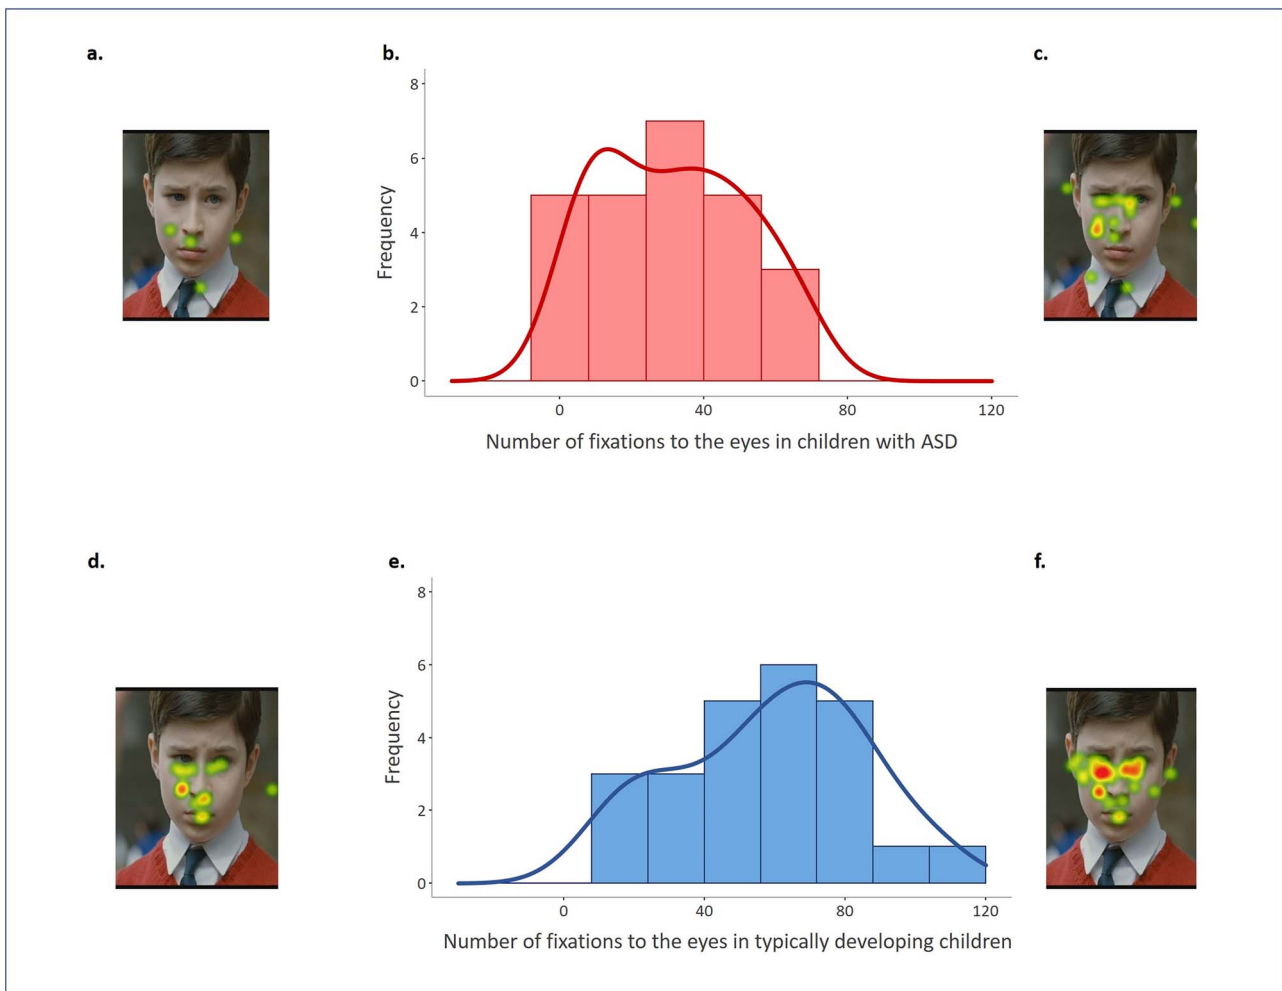 a.
b.
c.
8
6
4
2
0
Frequency
0 40 80 120
Number of fixations to the eyes in children with ASD
d.
e.
f.
8
6
4
2
0
Frequency
0 40 80 120
Number of fixations to the eyes in typically developing children